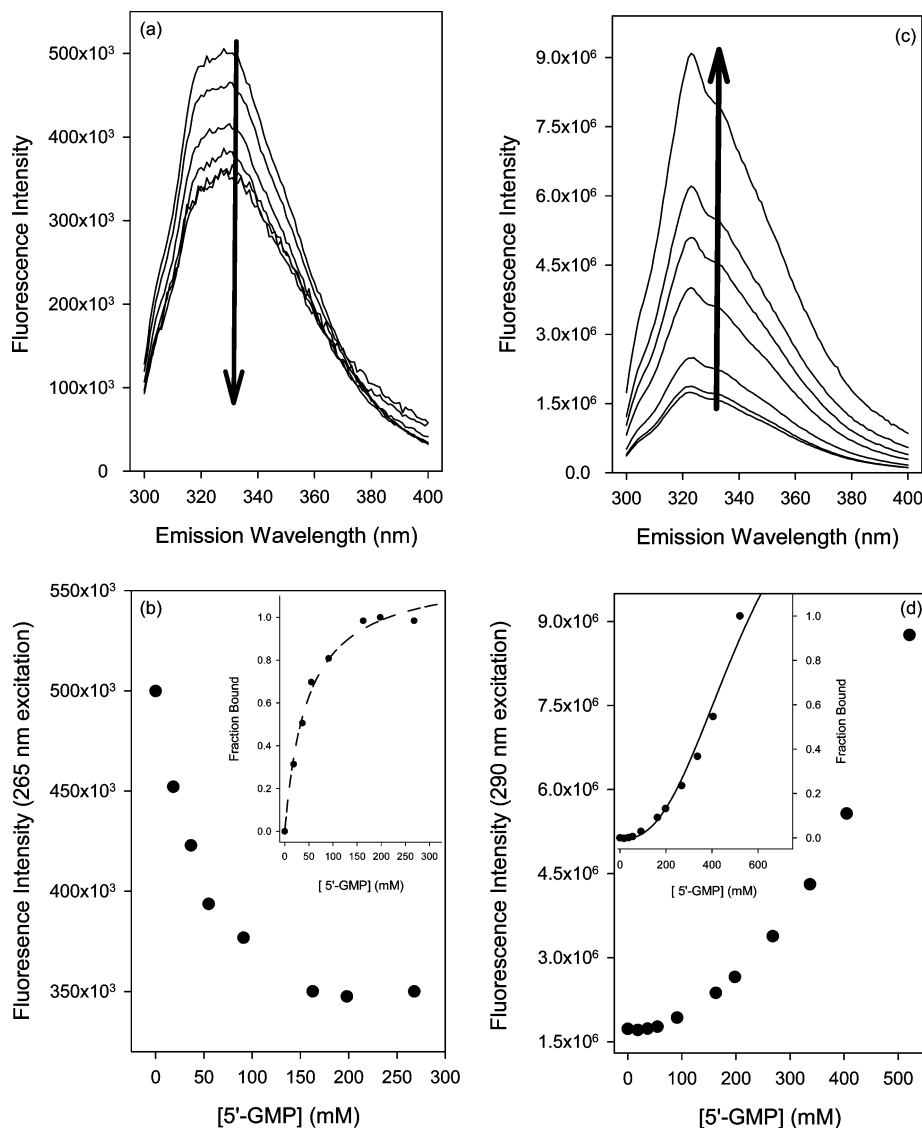 (a)
500x10³
400x10³
300x10³
200x10³
100x10³
0
Fluorescence Intensity
300 320 340 360 380 400
Emission Wavelength (nm)
(c)
9.0x10⁶
7.5x10⁶
6.0x10⁶
4.5x10⁶
3.0x10⁶
1.5x10⁶
0.0
Fluorescence Intensity
300 320 340 360 380 400
Emission Wavelength (nm)
(b)
550x10³
500x10³
450x10³
400x10³
350x10³
Fluoresence Intensity (265 nm excitation)
0 50 100 150 200 250 300
[5'-GMP] (mM)
1.0
0.8
0.6
0.4
0.2
0.0
Fraction Bound
0 50 100 150 200 250 300
[ 5'-GMP] (mM)
(d)
9.0x10⁶
7.5x10⁶
6.0x10⁶
4.5x10⁶
3.0x10⁶
1.5x10⁶
Fluorescence Intensity (290 nm excitation)
0 100 200 300 400 500
[5'-GMP] (mM)
1.0
0.8
0.6
0.4
0.2
0.0
Fraction Bound
0 200 400 600
[ 5'-GMP] (mM)